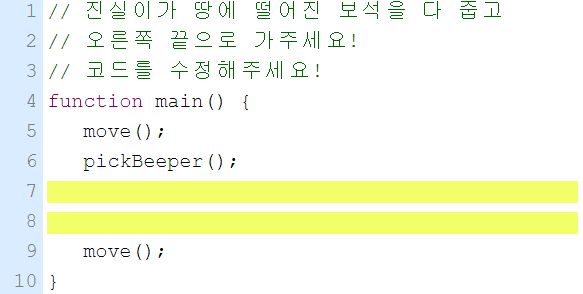 1 // 진실이가 땅에 떨어진 보석을 다 줍고
2 // 오른쪽 끝으로 가주세요!
3 // 코드를 수정해주세요!
4 function main() {
5 move();
6 pickBeeper();
7
8
9 move();
10 }